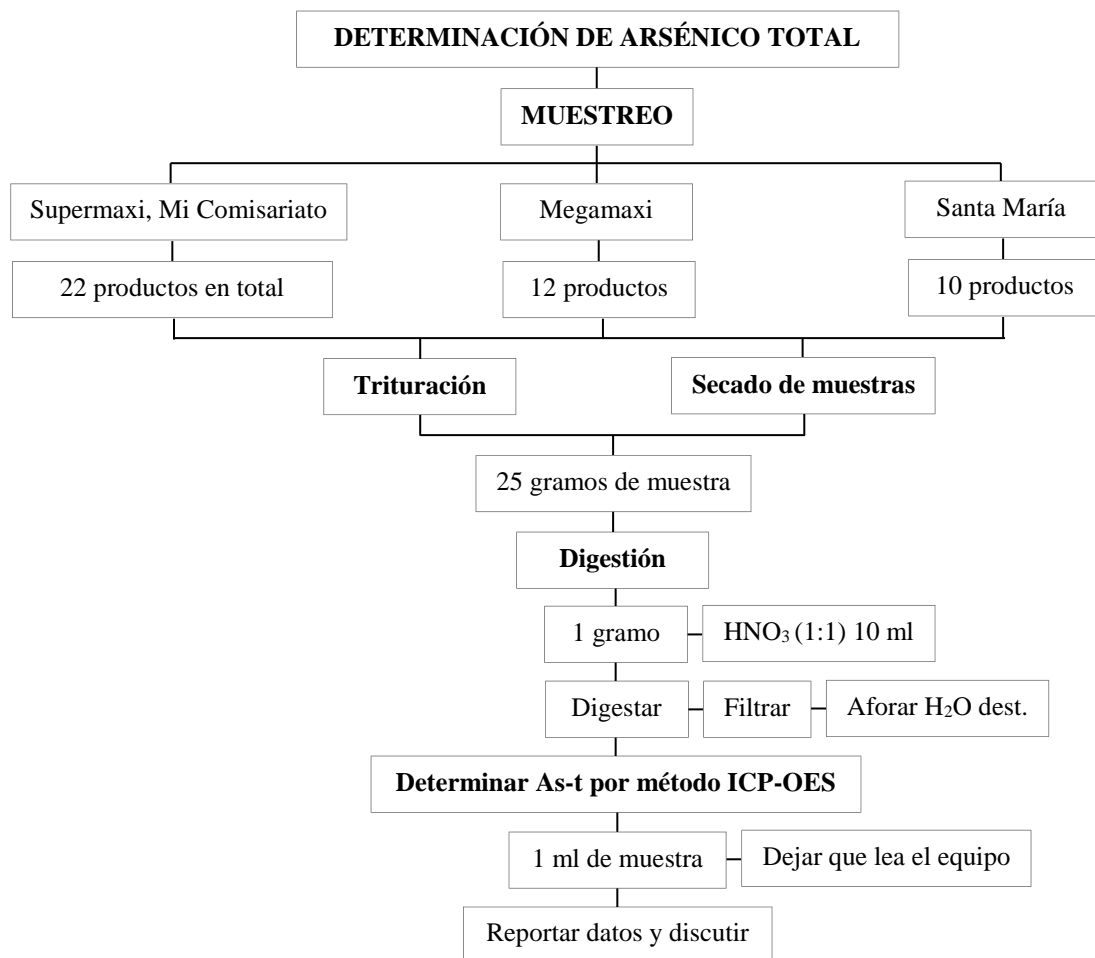 DETERMINACIÓN DE ARSÉNICO TOTAL
MUESTREO
Supermaxi, Mi Comisariato
Megamaxi
Santa María
22 productos en total
12 productos
10 productos
Trituración
Secado de muestras
25 gramos de muestra
Digestión
1 gramo
HNO₃ (1:1) 10 ml
Digestar
Filtrar
Aforar H₂O dest.
Determinar As-t por método ICP-OES
1 ml de muestra
Dejar que lea el equipo
Reportar datos y discutir